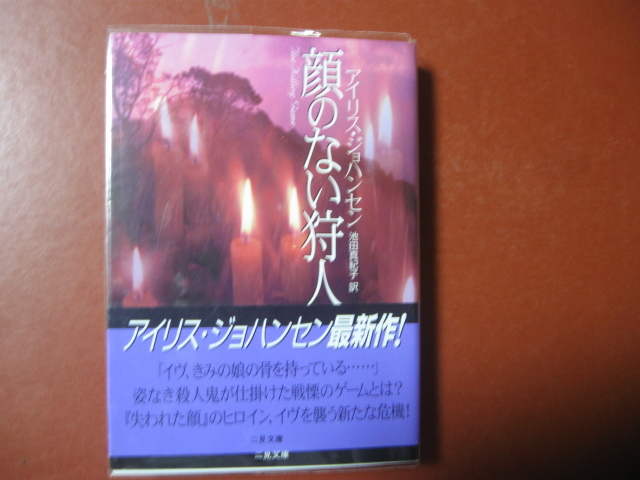 アイリス・ジョハンセン
The Killing Game
顔のない狩人
池田真紀子 訳
アイリス・ジョハンセン最新作!
「イヴ、きみの娘の骨を持っている……」
姿なき殺人鬼が仕掛けた戦慄のゲームとは?
『失われた顔』のヒロイン、イヴを襲う新たな危機!
二見文庫
二見文庫